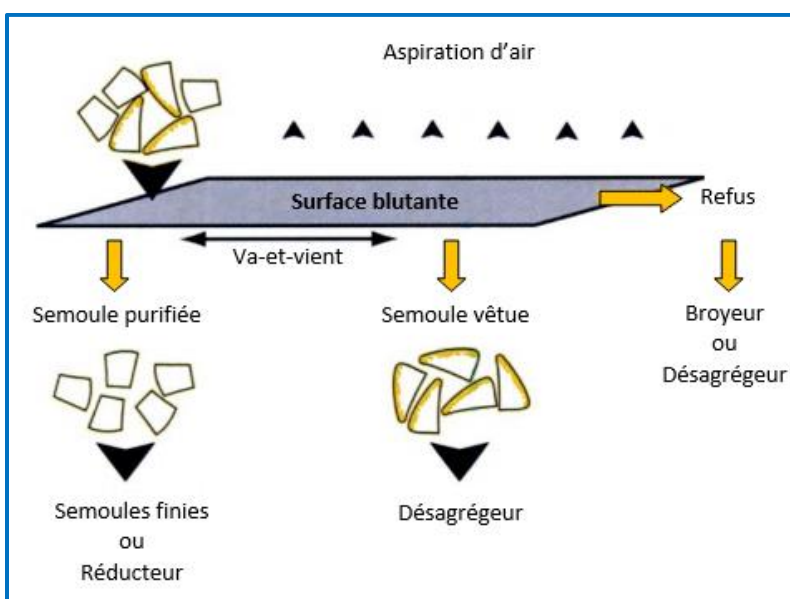 Aspiration d’air
Surface blutante
Refus
Va-et-vient
Semoule purifiée
Semoule vêtue
Broyeur
ou
Désagrégeur
Semoules finies
ou
Réducteur
Désagrégeur